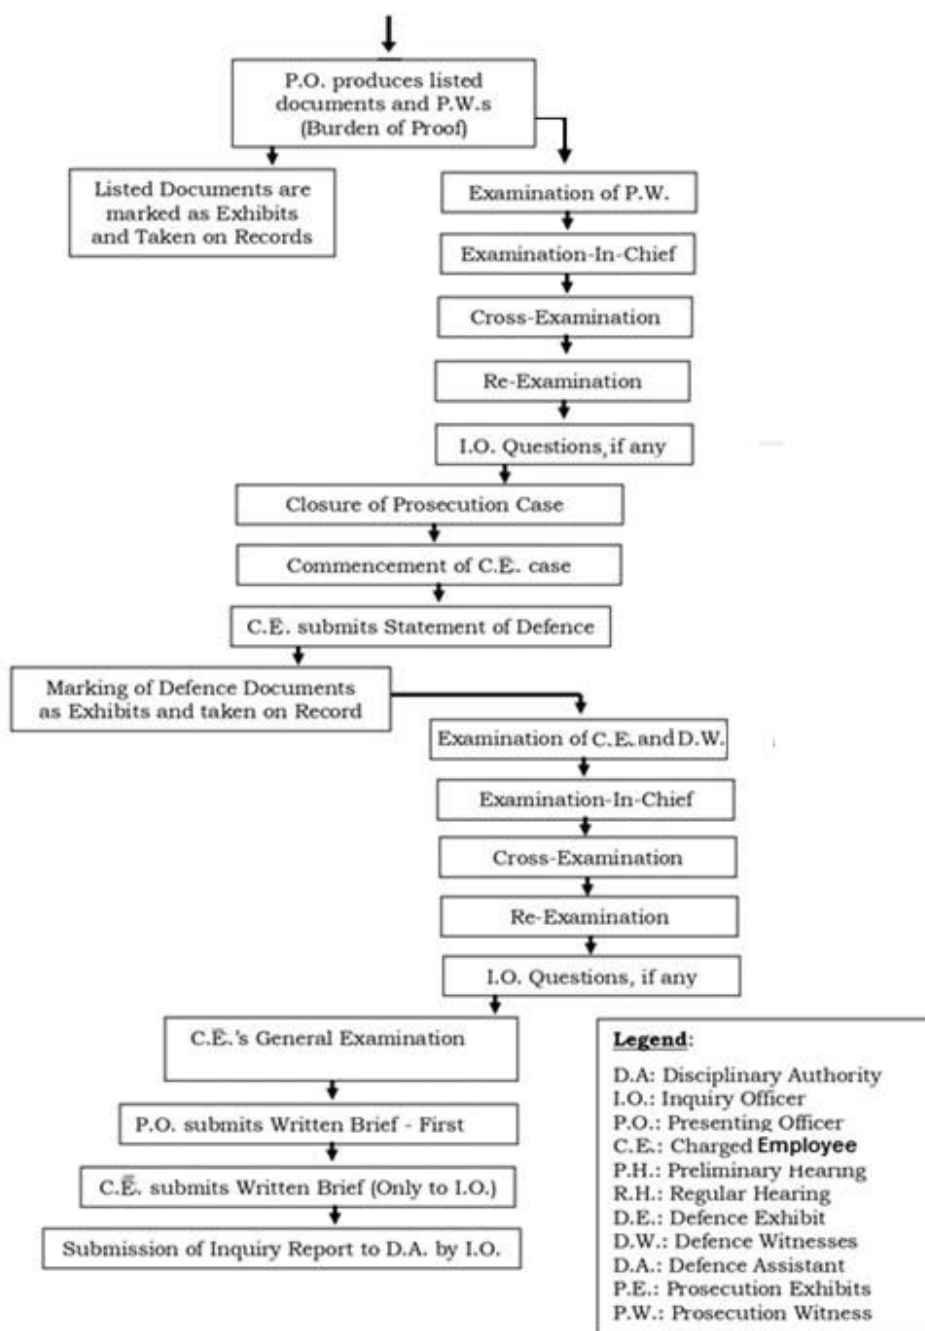 P.O. produces listed
documents and P.W.s
(Burden of Proof)
Listed Documents are
marked as Exhibits
and Taken on Records
Examination of P.W.
Examination-In-Chief
Cross-Examination
Re-Examination
I.O. Questions, if any
Closure of Prosecution Case
Commencement of C.E. case
C.E. submits Statement of Defence
Marking of Defence Documents
as Exhibits and taken on Record
Examination of C.E. and D.W.
Examination-In-Chief
Cross-Examination
Re-Examination
I.O. Questions, if any
C.E.'s General Examination
P.O. submits Written Brief - First
C.E. submits Written Brief (Only to I.O.)
Submission of Inquiry Report to D.A. by I.O.
Legend:
D.A: Disciplinary Authority
I.O.: Inquiry Officer
P.O.: Presenting Officer
C.E.: Charged Employee
P.H.: Preliminary Hearing
R.H.: Regular Hearing
D.E.: Defence Exhibit
D.W.: Defence Witnesses
D.A.: Defence Assistant
P.E.: Prosecution Exhibits
P.W.: Prosecution Witness